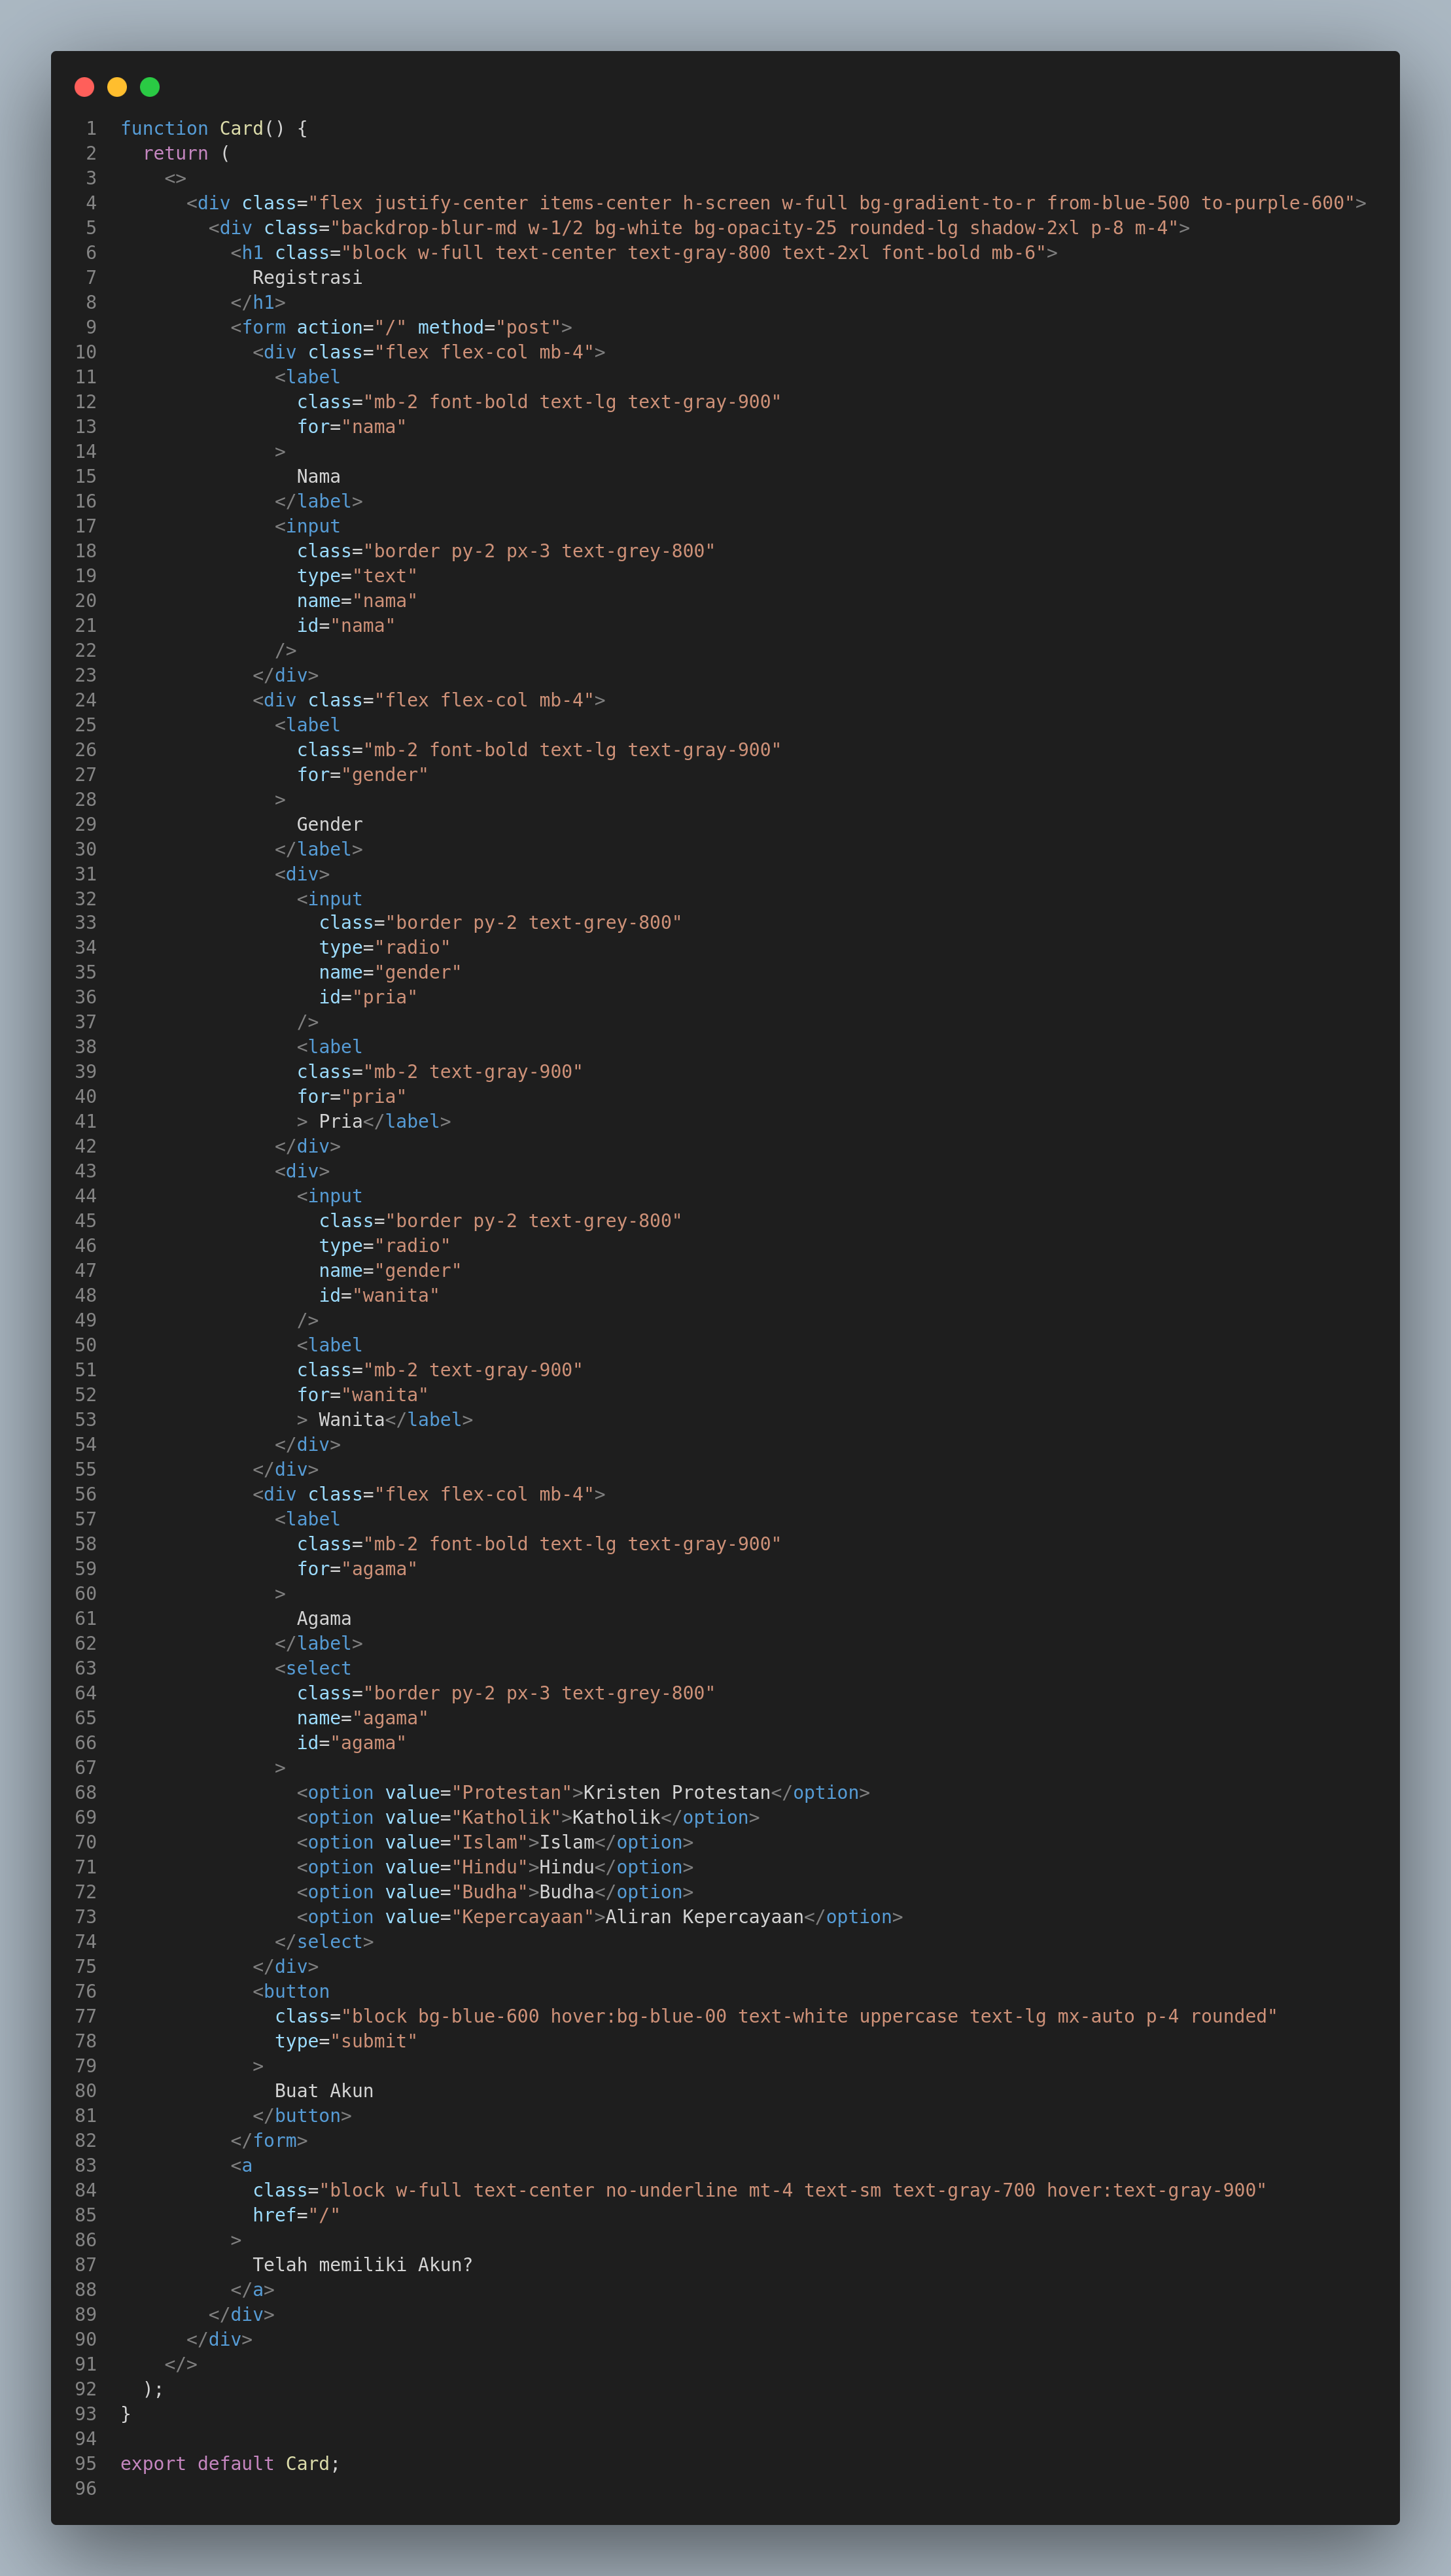 1 function Card() {
2   return (
3     <>
4       <div class="flex justify-center items-center h-screen w-full bg-gradient-to-r from-blue-500 to-purple-600">
5         <div class="backdrop-blur-md w-1/2 bg-white bg-opacity-25 rounded-lg shadow-2xl p-8 m-4">
6           <h1 class="block w-full text-center text-gray-800 text-2xl font-bold mb-6">
7             Registrasi
8           </h1>
9           <form action="/" method="post">
10             <div class="flex flex-col mb-4">
11               <label
12                 class="mb-2 font-bold text-lg text-gray-900"
13                 for="nama"
14               >
15                 Nama
16               </label>
17               <input
18                 class="border py-2 px-3 text-grey-800"
19                 type="text"
20                 name="nama"
21                 id="nama"
22               />
23             </div>
24             <div class="flex flex-col mb-4">
25               <label
26                 class="mb-2 font-bold text-lg text-gray-900"
27                 for="gender"
28               >
29                 Gender
30               </label>
31               <div>
32                 <input
33                   class="border py-2 text-grey-800"
34                   type="radio"
35                   name="gender"
36                   id="pria"
37                 />
38                 <label
39                 class="mb-2 text-gray-900"
40                 for="pria"
41                 > Pria</label>
42               </div>
43               <div>
44                 <input
45                   class="border py-2 text-grey-800"
46                   type="radio"
47                   name="gender"
48                   id="wanita"
49                 />
50                 <label
51                 class="mb-2 text-gray-900"
52                 for="wanita"
53                 > Wanita</label>
54               </div>
55             </div>
56             <div class="flex flex-col mb-4">
57               <label
58                 class="mb-2 font-bold text-lg text-gray-900"
59                 for="agama"
60               >
61                 Agama
62               </label>
63               <select
64                 class="border py-2 px-3 text-grey-800"
65                 name="agama"
66                 id="agama"
67               >
68                 <option value="Protestan">Kristen Protestan</option>
69                 <option value="Katholik">Katholik</option>
70                 <option value="Islam">Islam</option>
71                 <option value="Hindu">Hindu</option>
72                 <option value="Budha">Budha</option>
73                 <option value="Kepercayaan">Aliran Kepercayaan</option>
74               </select>
75             </div>
76             <button
77               class="block bg-blue-600 hover:bg-blue-00 text-white uppercase text-lg mx-auto p-4 rounded"
78               type="submit"
79             >
80               Buat Akun
81             </button>
82           </form>
83           <a
84             class="block w-full text-center no-underline mt-4 text-sm text-gray-700 hover:text-gray-900"
85             href="/"
86           >
87             Telah memiliki Akun?
88           </a>
89         </div>
90       </div>
91     </>
92   );
93 }
94
95 export default Card;
96